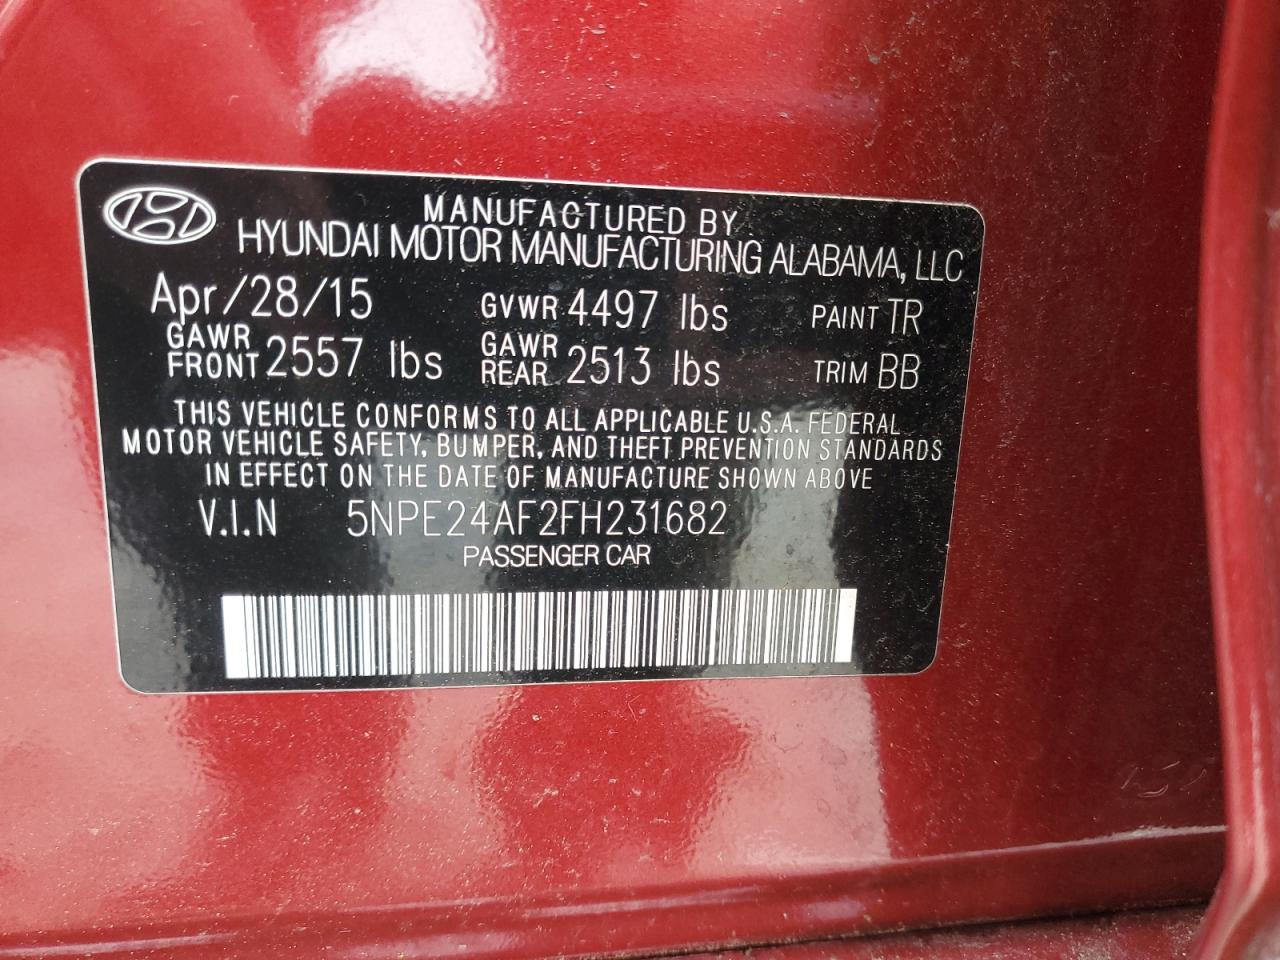 MANUFACTURED BY
HYUNDAI MOTOR MANUFACTURING ALABAMA, LLC
Apr/28/15 GVWR 4497 lbs PAINT TR
GAWR FRONT 2557 lbs GAWR REAR 2513 lbs TRIM BB
THIS VEHICLE CONFORMS TO ALL APPLICABLE U.S.A. FEDERAL
MOTOR VEHICLE SAFETY, BUMPER, AND THEFT PREVENTION STANDARDS
IN EFFECT ON THE DATE OF MANUFACTURE SHOWN ABOVE
V.I.N 5NPE24AF2FH231682
PASSENGER CAR